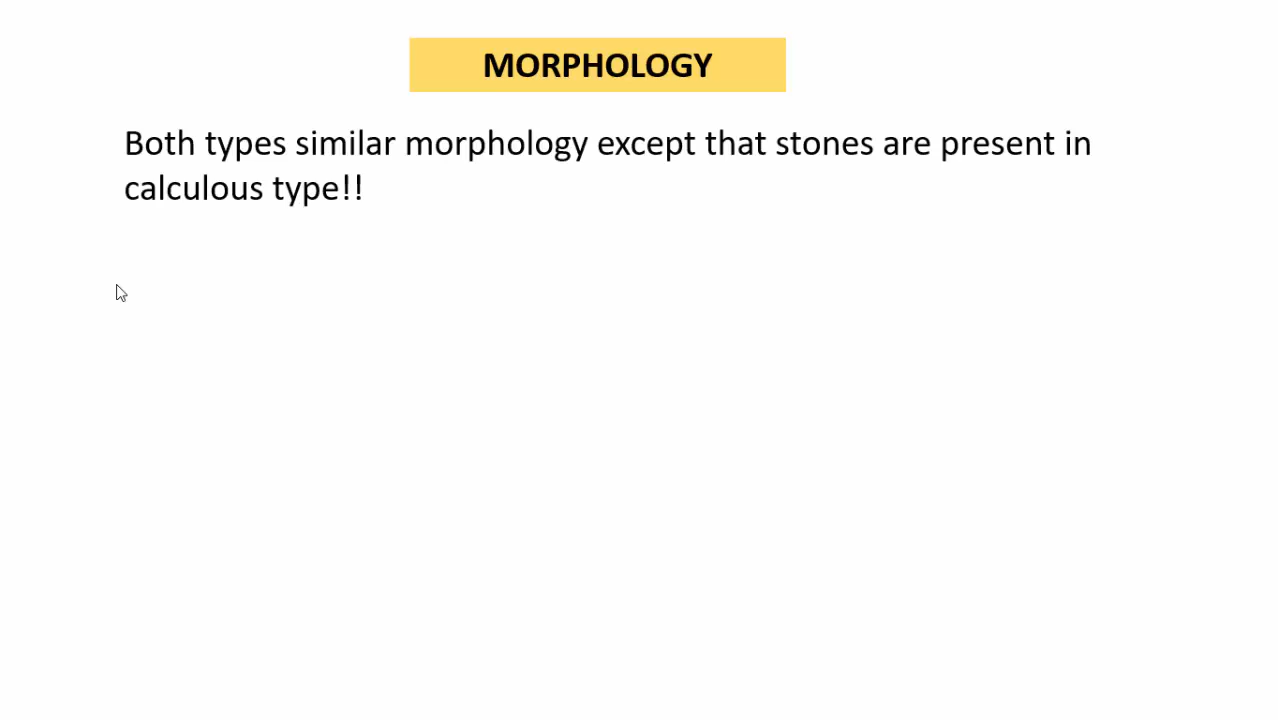 MORPHOLOGY
Both types similar morphology except that stones are present in
calculous type!!